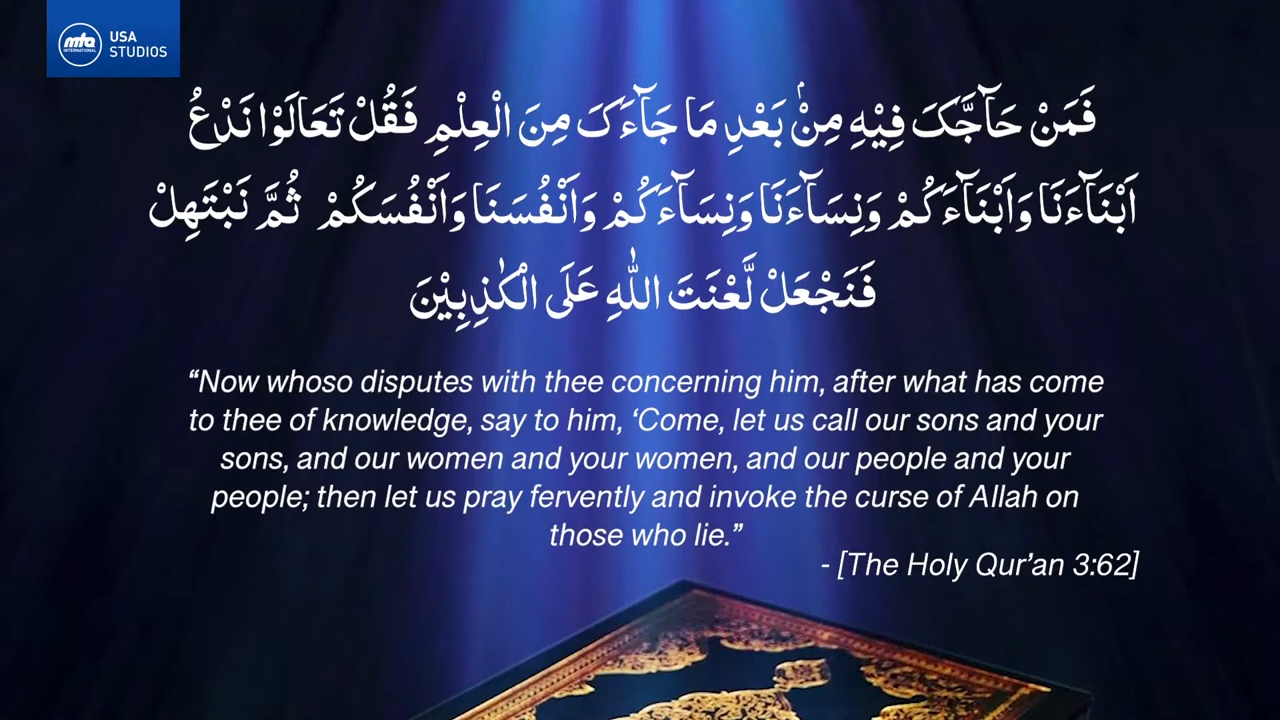 mta
INTERNATIONAL
USA
STUDIOS
فَمَنْ حَآجَّكَ فِيْهِ مِنْۢ بَعْدِ مَا جَآءَكَ مِنَ الْعِلْمِ فَقُلْ تَعَالَوْا نَدْعُ
اَبْنَآءَنَا وَاَبْنَآءَكُمْ وَنِسَآءَنَا وَنِسَآءَكُمْ وَاَنْفُسَنَا وَاَنْفُسَكُمْ ثُمَّ نَبْتَهِلْ
فَنَجْعَلْ لَّعْنَتَ اللّٰهِ عَلَى الْكٰذِبِيْنَ
“Now whoso disputes with thee concerning him, after what has come
to thee of knowledge, say to him, ‘Come, let us call our sons and your
sons, and our women and your women, and our people and your
people; then let us pray fervently and invoke the curse of Allah on
those who lie.”
- [The Holy Qur’an 3:62]